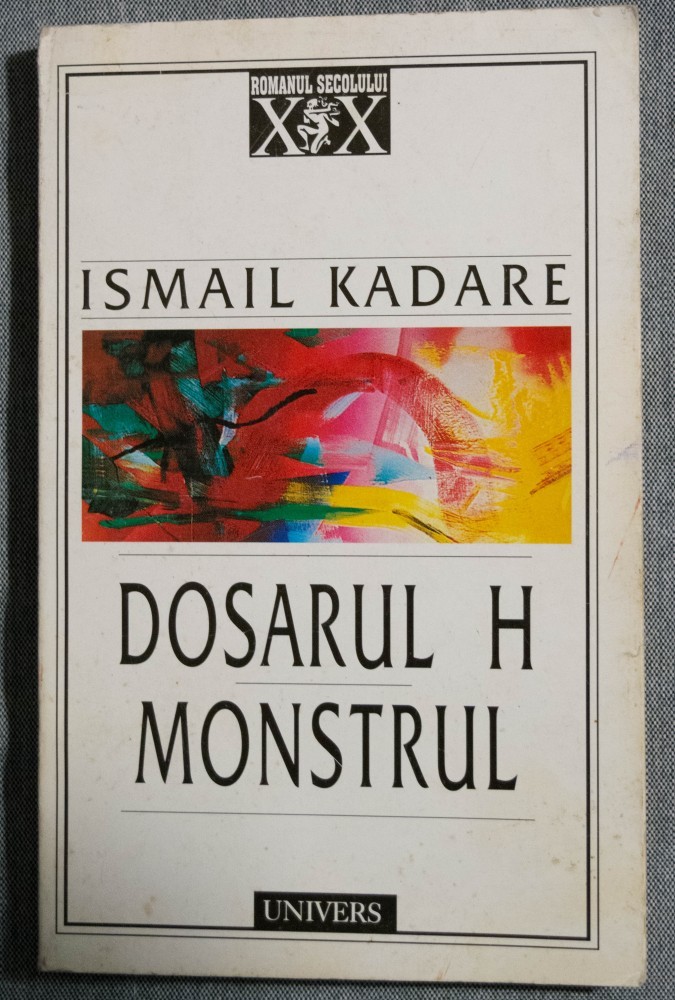 ROMANUL SECOLULUI
XX
ISMAIL KADARE
DOSARUL H
MONSTRUL
UNIVERS